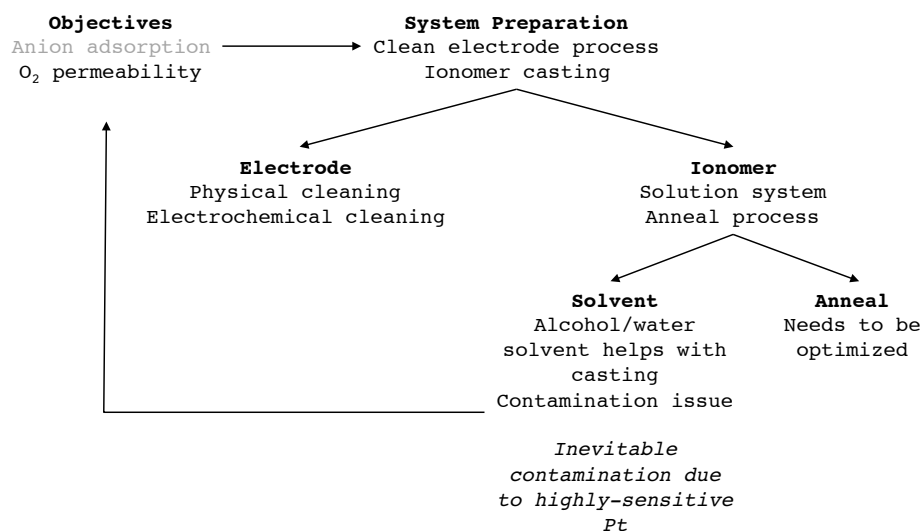 Objectives
Anion adsorption
O₂ permeability
System Preparation
Clean electrode process
Ionomer casting
Electrode
Physical cleaning
Electrochemical cleaning
Ionomer
Solution system
Anneal process
Solvent
Alcohol/water
solvent helps with
casting
Contamination issue
Anneal
Needs to be
optimized
Inevitable
contamination due
to highly-sensitive
Pt